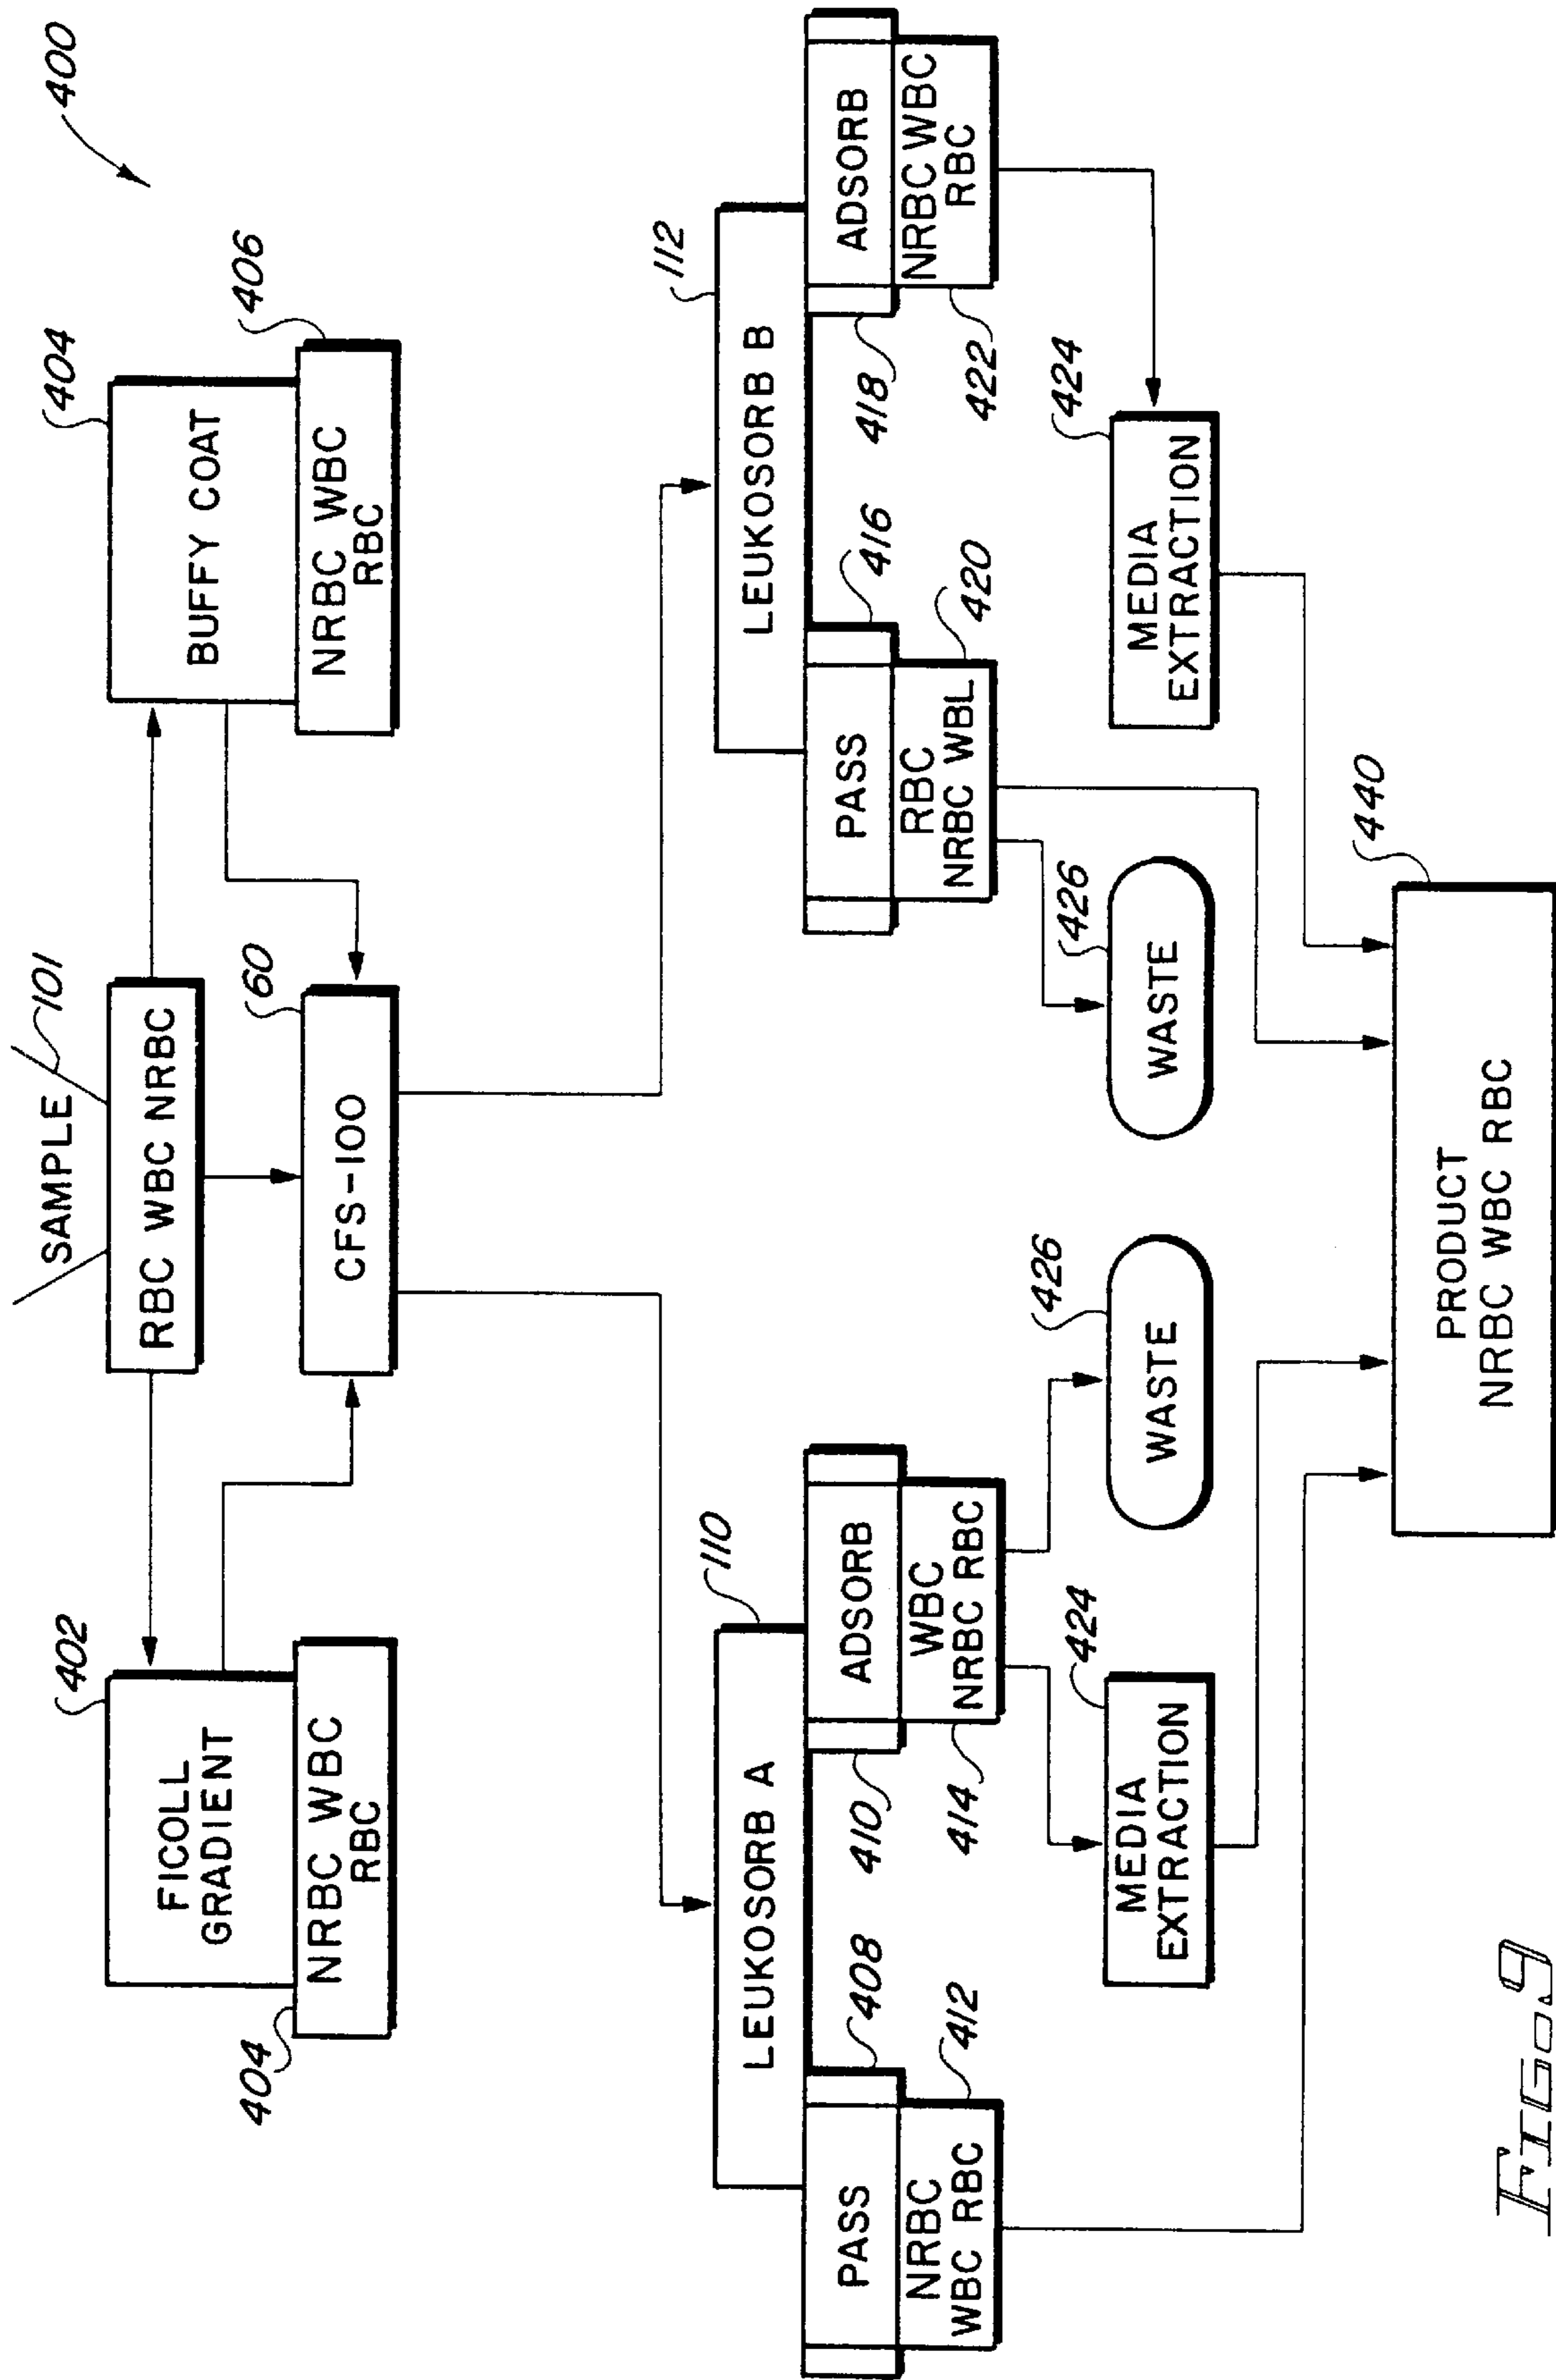 400
SAMPLE
101
RBC WBC NRBC
402
FICOLL
GRADIENT
NRBC WBC
RBC
404
404
BUFFY COAT
406
NRBC WBC
RBC
60
CFS-100
110
LEUKOSORB A
408
PASS
412
NRBC
WBC RBC
410
ADSORB
414
WBC
NRBC RBC
112
LEUKOSORB B
416
PASS
420
RBC
NRBC WBL
418
ADSORB
422
NRBC WBC
RBC
424
MEDIA
EXTRACTION
426
WASTE
426
WASTE
424
MEDIA
EXTRACTION
440
PRODUCT
NRBC WBC RBC
FIG. 9